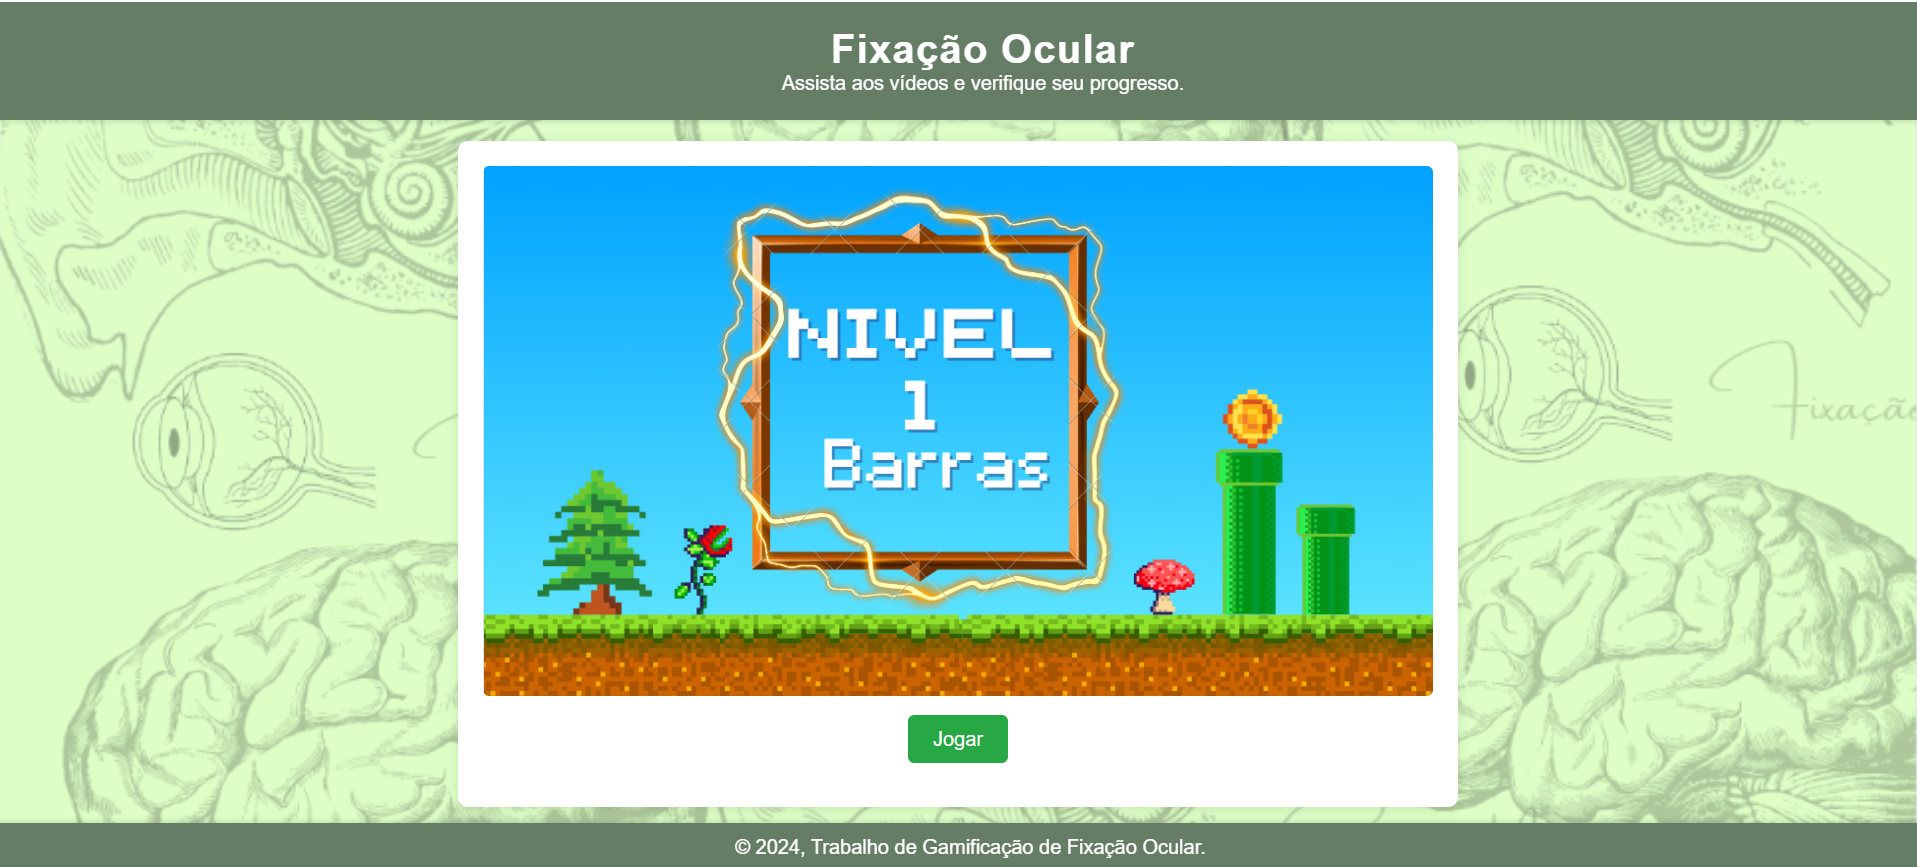 Fixação Ocular
Assista aos vídeos e verifique seu progresso.
NIVEL
1
Barras
Fixação
Jogar
© 2024, Trabalho de Gamificação de Fixação Ocular.